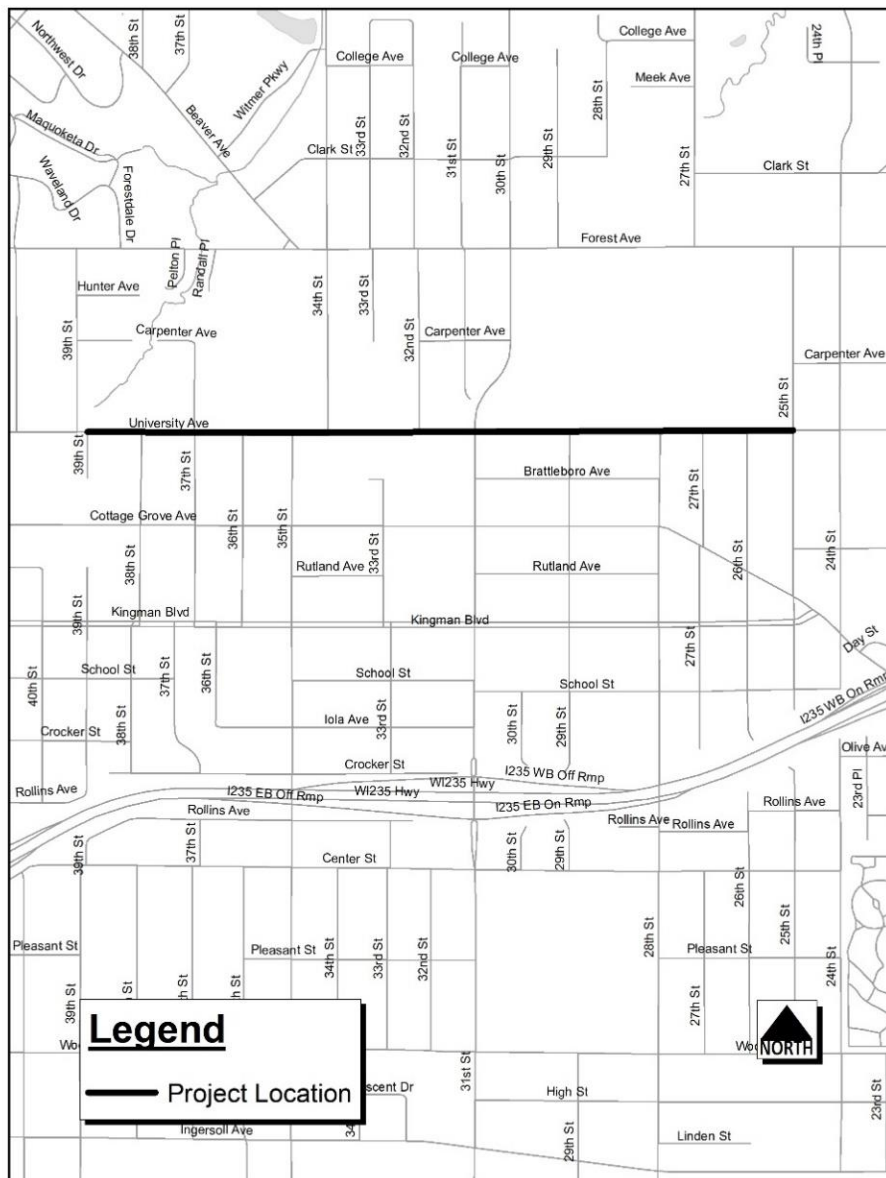 38th St
37th St
24th Pl
Northwest Dr
College Ave
College Ave
College Ave
Witmer Pkwy
Meek Ave
28th St
Beaver Ave
Maquoketa Dr
33rd St
32nd St
29th St
Clark St
31st St
30th St
27th St
Clark St
Waveland Dr
Forestdale Dr
Forest Ave
Pelton Pl
Randall Pl
Hunter Ave
34th St
33rd St
39th St
Carpenter Ave
32nd St
Carpenter Ave
Carpenter Ave
25th St
University Ave
39th St
37th St
Brattleboro Ave
27th St
Cottage Grove Ave
38th St
36th St
35th St
33rd St
26th St
24th St
Rutland Ave
Rutland Ave
39th St
Kingman Blvd
Kingman Blvd
27th St
Day St
40th St
School St
37th St
36th St
School St
School St
I235 WB On Rmp
38th St
Iola Ave
33rd St
30th St
29th St
Crocker St
Crocker St
I235 WB Off Rmp
Olive Av
WI235 Hwy
WI235 Hwy
I235 EB Off Rmp
I235 EB On Rmp
23rd Pl
Rollins Ave
Rollins Ave
Rollins Ave
Rollins Ave
Rollins Ave
39th St
37th St
Center St
30th St
29th St
26th St
25th St
Pleasant St
Pleasant St
34th St
33rd St
32nd St
28th St
Pleasant St
24th St
39th St
27th St
Legend
NORTH
Woo
Woo
Project Location
scent Dr
31st St
High St
23rd St
34
Ingersoll Ave
29th St
Linden St